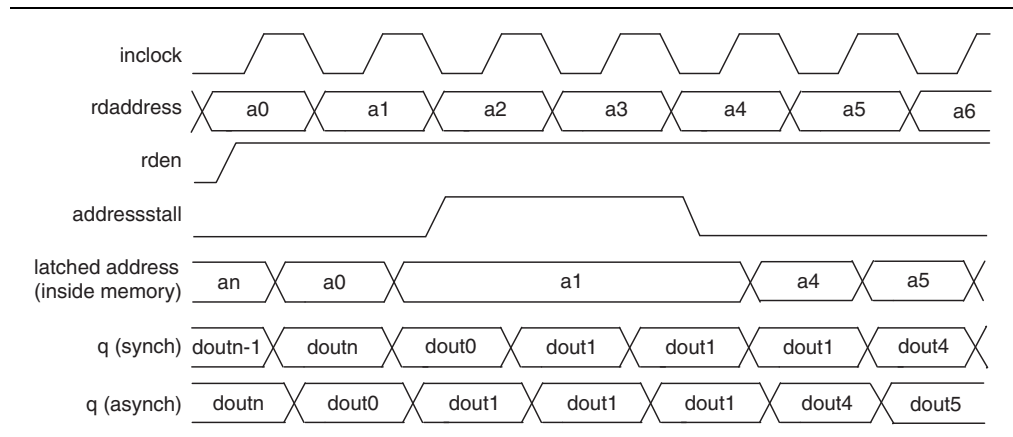 inclock
rdaddress a0 a1 a2 a3 a4 a5 a6
rden
addressstall
latched address
(inside memory) an a0 a1 a4 a5
q (synch) doutn-1 doutn dout0 dout1 dout1 dout1 dout4
q (asynch) doutn dout0 dout1 dout1 dout1 dout4 dout5